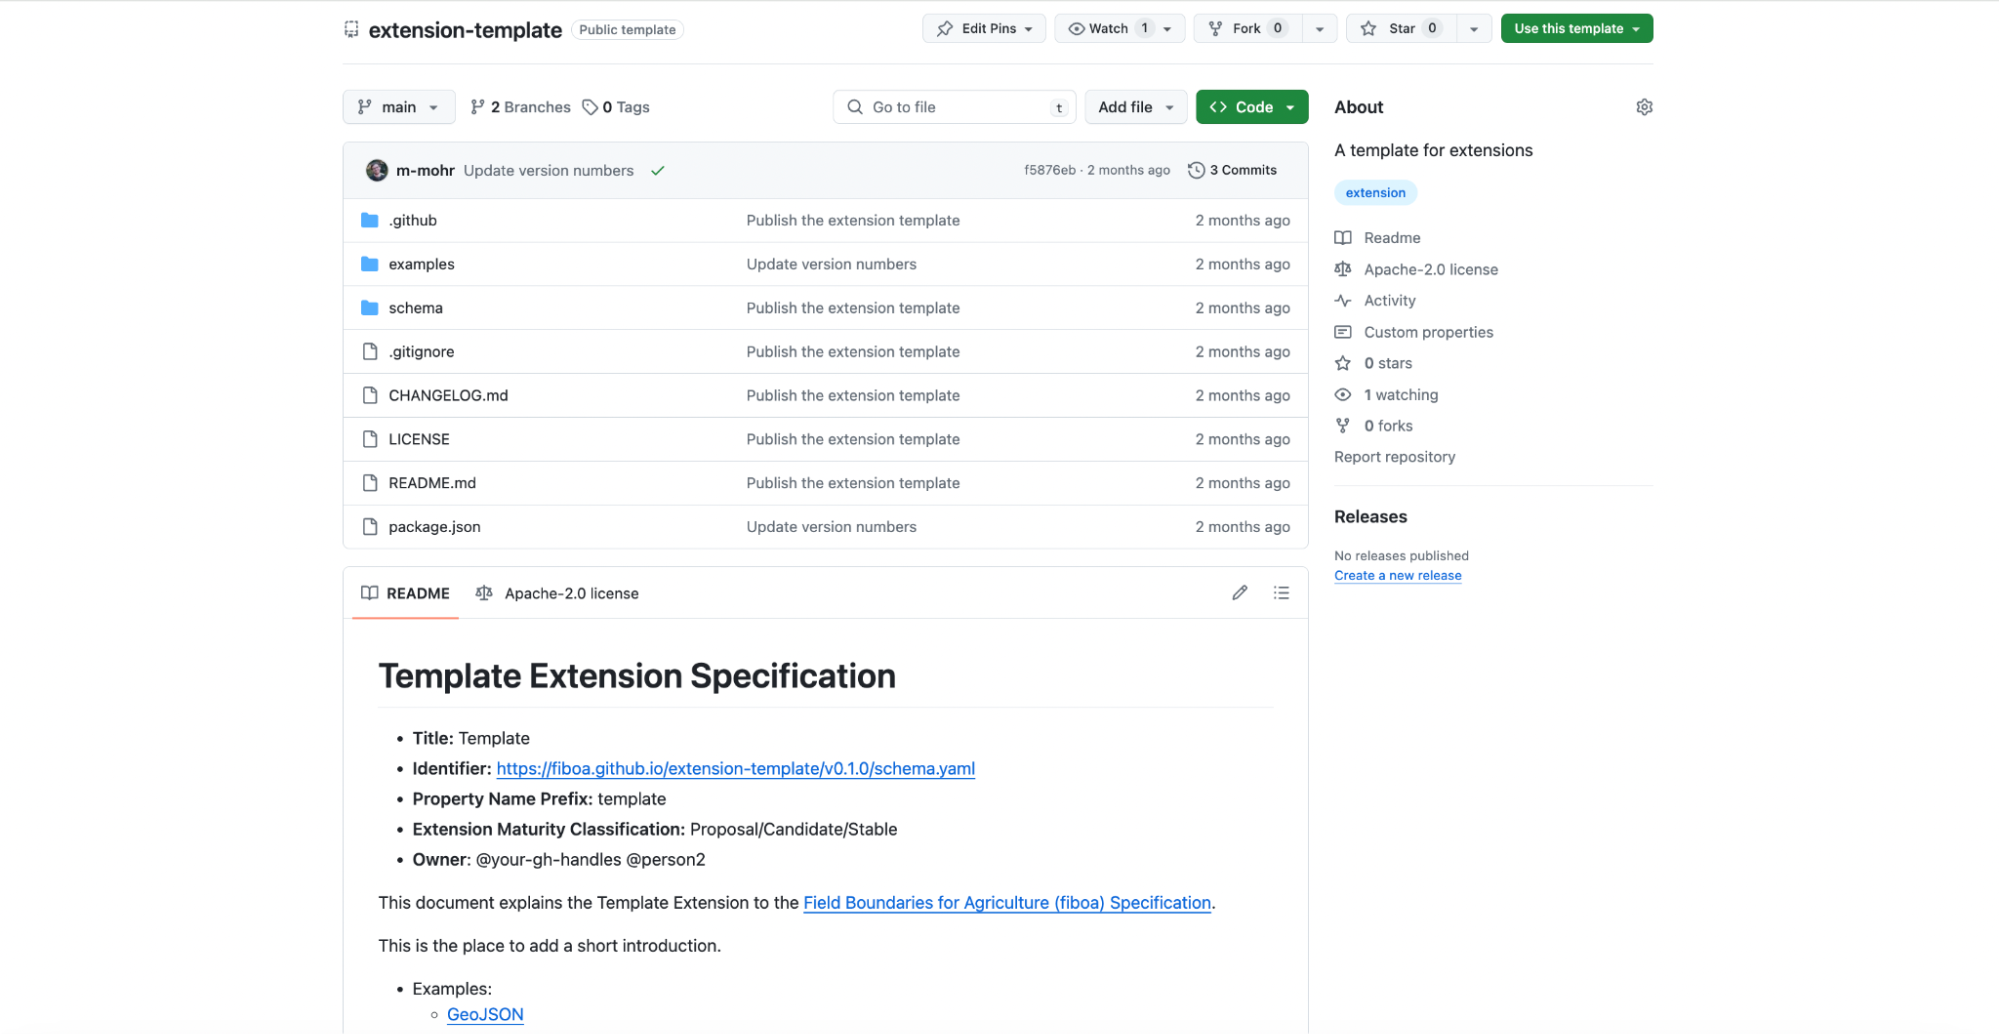 extension-template Public template Edit Pins Watch 1 Fork 0 Star 0 Use this template
main 2 Branches 0 Tags Go to file t Add file Code
m-mohr Update version numbers f5876eb · 2 months ago 3 Commits
.github Publish the extension template 2 months ago
examples Update version numbers 2 months ago
schema Publish the extension template 2 months ago
.gitignore Publish the extension template 2 months ago
CHANGELOG.md Publish the extension template 2 months ago
LICENSE Publish the extension template 2 months ago
README.md Publish the extension template 2 months ago
package.json Update version numbers 2 months ago
README Apache-2.0 license
Template Extension Specification
• Title: Template
• Identifier: https://fiboa.github.io/extension-template/v0.1.0/schema.yaml
• Property Name Prefix: template
• Extension Maturity Classification: Proposal/Candidate/Stable
• Owner: @your-gh-handles @person2
This document explains the Template Extension to the Field Boundaries for Agriculture (fiboa) Specification.
This is the place to add a short introduction.
• Examples:
◦ GeoJSON
About
A template for extensions
extension
Readme
Apache-2.0 license
Activity
Custom properties
0 stars
1 watching
0 forks
Report repository
Releases
No releases published
Create a new release